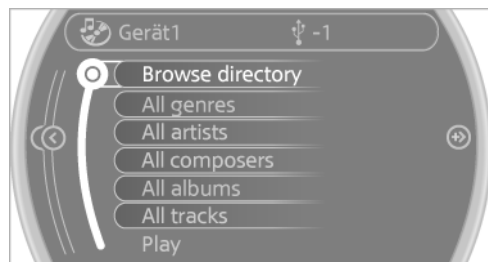 Gerät1 -1
Browse directory
All genres
All artists
All composers
All albums
All tracks
Play